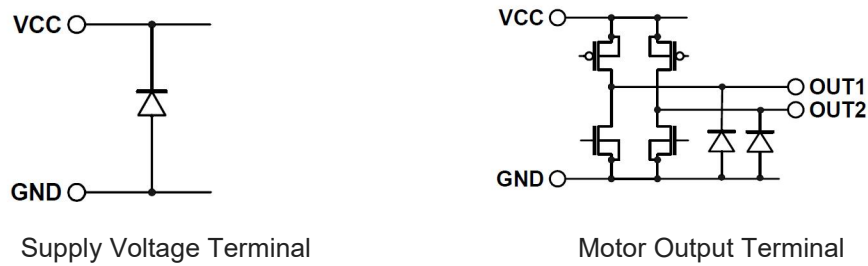 VCC
GND
Supply Voltage Terminal
VCC
OUT1
OUT2
GND
Motor Output Terminal